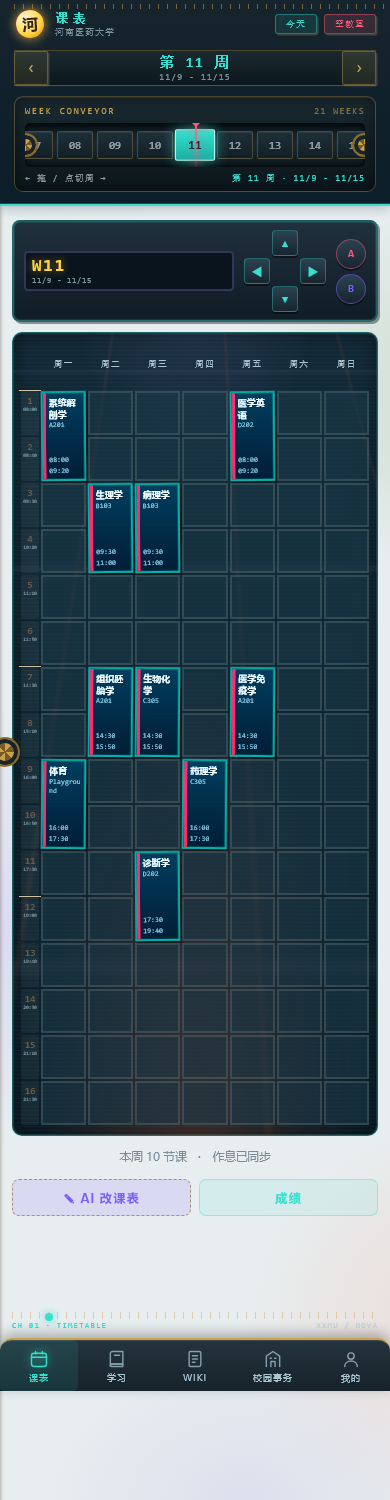 河
课表
河南医药大学
今天
空教室
‹
第 11 周
11/9 - 11/15
›
WEEK CONVEYOR
21 WEEKS
08
09
10
11
12
13
14
← 拖 / 点切周 →
第 11 周 · 11/9 - 11/15
W11
11/9 - 11/15
▲
◀
▶
▼
A
B
周一
周二
周三
周四
周五
周六
周日
1
08:00
系统解剖学
A201
08:00
09:20
医学英语
D202
08:00
09:20
2
3
生理学
B103
09:30
11:00
病理学
B103
09:30
11:00
4
5
6
7
组织胚胎学
A201
14:30
15:50
生物化学
C305
14:30
15:50
医学免疫学
A201
14:30
15:50
8
9
体育
Playground
16:00
17:30
药理学
C305
16:00
17:30
10
11
诊断学
D202
17:30
19:40
12
13
14
15
16
本周 10 节课 · 作息已同步
AI 改课表
成绩
CH 01 · TIMETABLE
课表
学习
WIKI
校园事务
我的